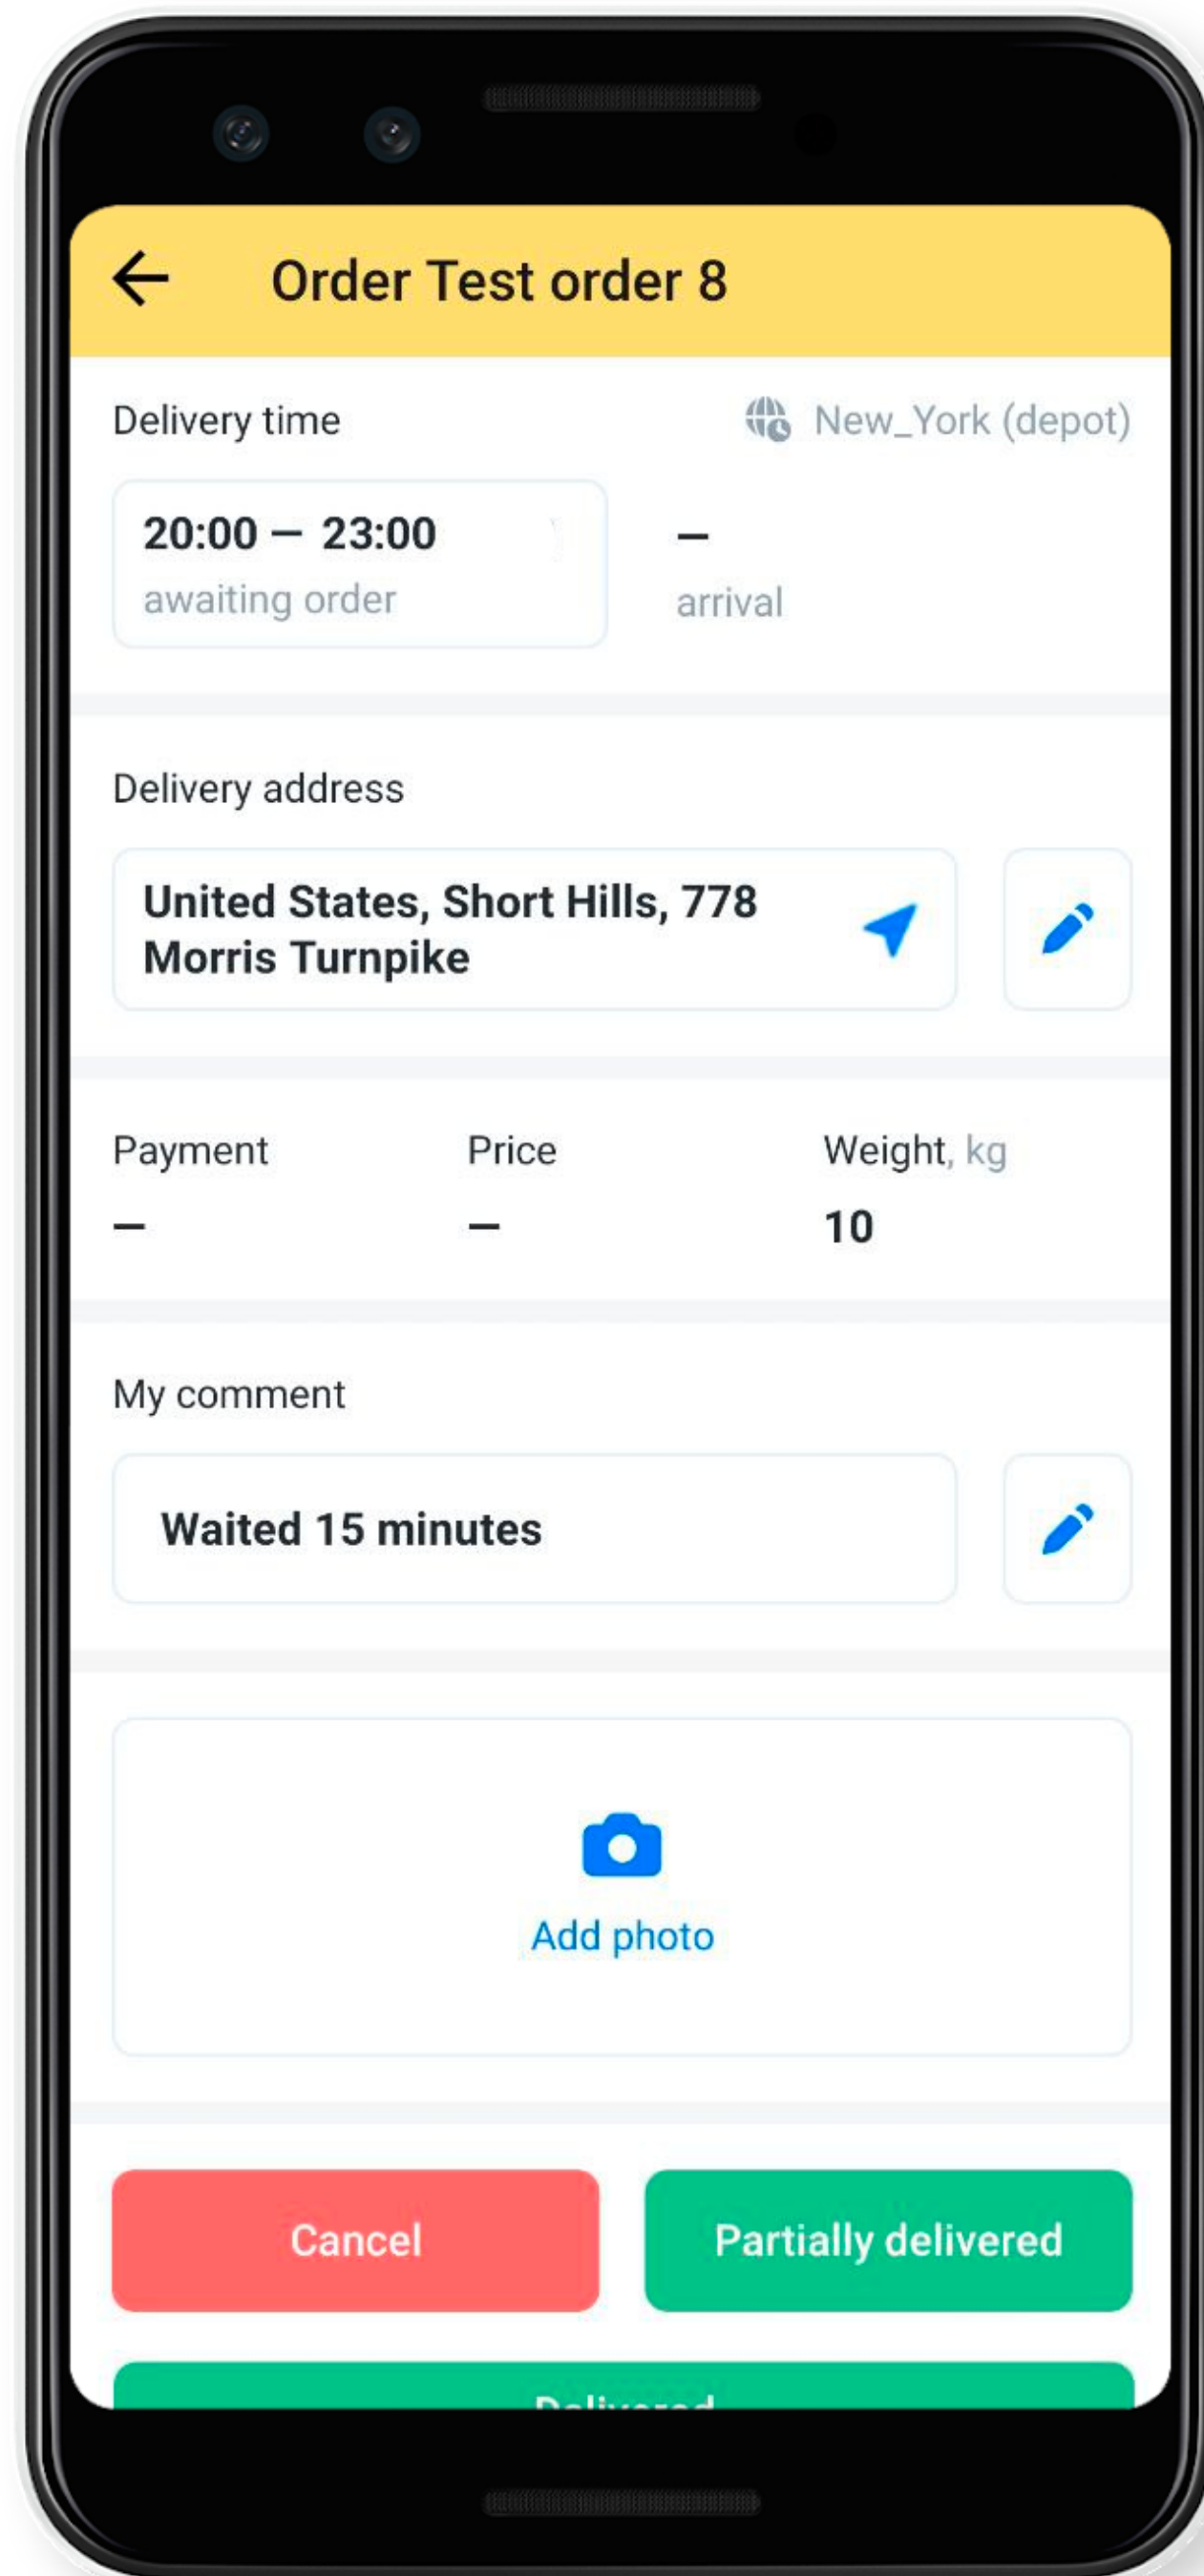 Order Test order 8
Delivery time
New_York (depot)
20:00 — 23:00
awaiting order
—
arrival
Delivery address
United States, Short Hills, 778
Morris Turnpike
Payment
Price
Weight, kg
—
—
10
My comment
Waited 15 minutes
Add photo
Cancel
Partially delivered
Delivered